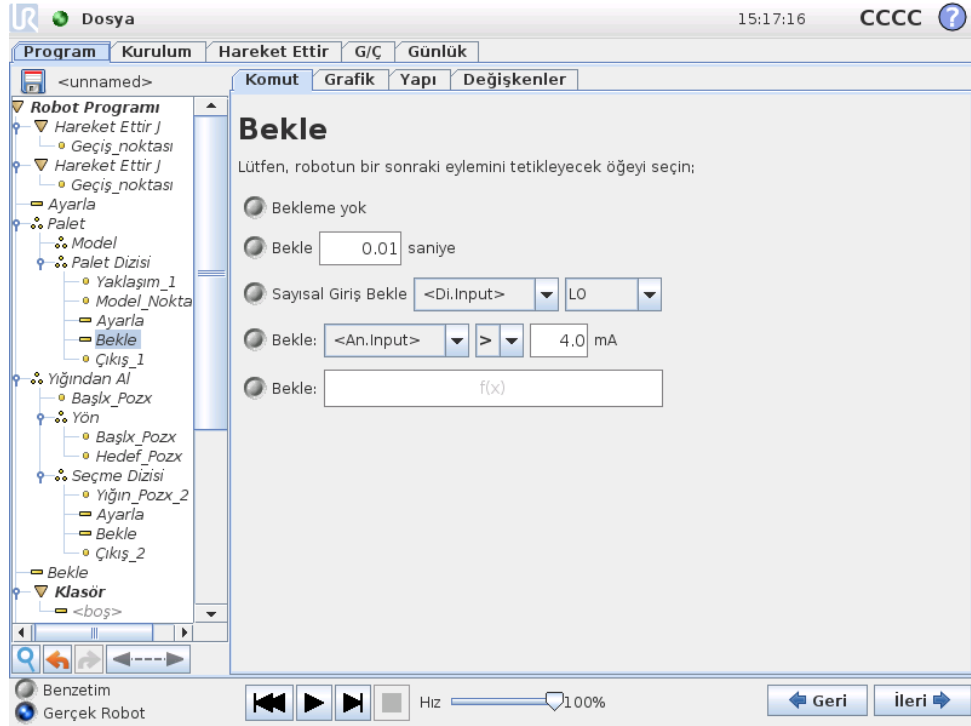 UR Dosya 15:17:16 CCCC ?
Program Kurulum Hareket Ettir G/Ç Günlük
<unnamed>
Komut Grafik Yapı Değişkenler
Robot Programı
Hareket Ettir J
Geçiş_noktası
Hareket Ettir J
Geçiş_noktası
Ayarla
Palet
Model
Palet Dizisi
Yaklaşım_1
Model_Nokta
Ayarla
Bekle
Çıkış_1
Yığından Al
Başlx_Pozx
Yön
Başlx_Pozx
Hedef_Pozx
Seçme Dizisi
Yığın_Pozx_2
Ayarla
Bekle
Çıkış_2
Bekle
Klasör
<boş>
Bekle
Lütfen, robotun bir sonraki eylemini tetikleyecek öğeyi seçin;
Bekleme yok
Bekle 0.01 saniye
Sayısal Giriş Bekle <Di.Input> LO
Bekle: <An.Input> > 4.0 mA
Bekle: f(x)
Benzetim
Gerçek Robot
Hız 100%
Geri İleri